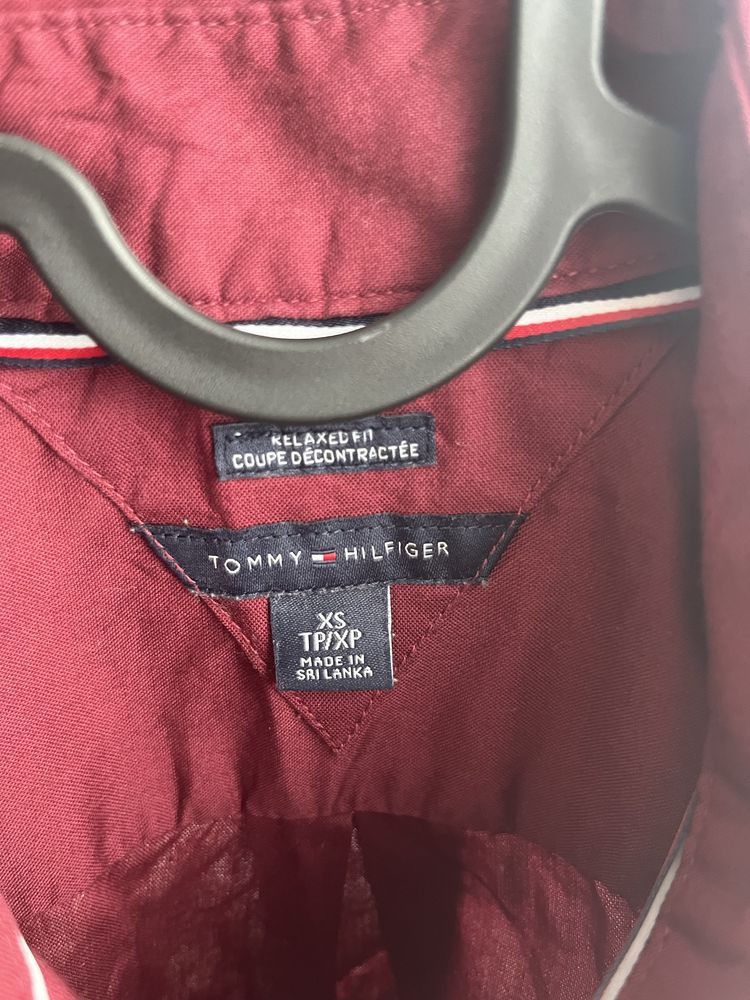 RELAXED FIT
COUPE DÉCONTRACTÉE
TOMMY HILFIGER
XS
TP/XP
MADE IN
SRI LANKA